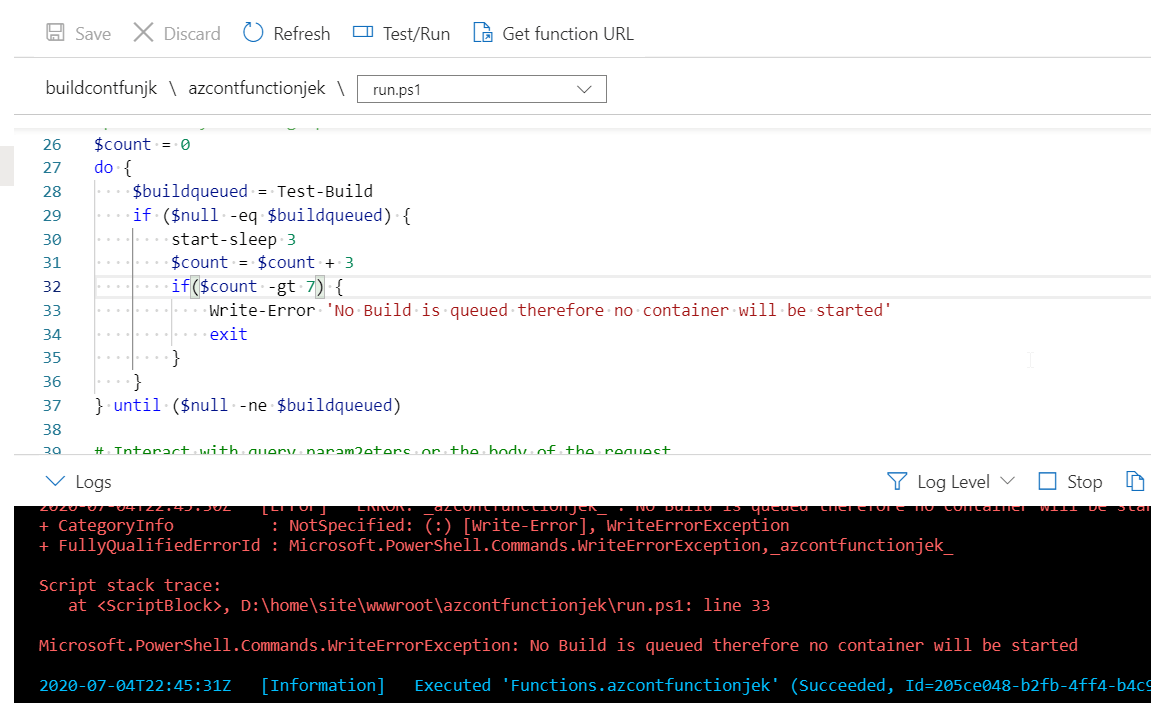 Save Discard Refresh Test/Run Get function URL
buildcontfunjk \ azcontfunctionjek \ run.ps1
26 $count = 0
27 do {
28 $buildqueued = Test-Build
29 if ($null -eq $buildqueued) {
30 start-sleep 3
31 $count = $count + 3
32 if($count -gt 7) {
33 Write-Error 'No Build is queued therefore no container will be started'
34 exit
35 }
36 }
37 } until ($null -ne $buildqueued)
38
39 # Interact with query param2eters or the body of the request
Logs Log Level Stop
2020-07-04T22:45:30Z [Error] ERROR: _azcontfunctionjek_ : No Build is queued therefore no container will be star
+ CategoryInfo : NotSpecified: (:) [Write-Error], WriteErrorException
+ FullyQualifiedErrorId : Microsoft.PowerShell.Commands.WriteErrorException,_azcontfunctionjek_
Script stack trace:
at <ScriptBlock>, D:\home\site\wwwroot\azcontfunctionjek\run.ps1: line 33
Microsoft.PowerShell.Commands.WriteErrorException: No Build is queued therefore no container will be started
2020-07-04T22:45:31Z [Information] Executed 'Functions.azcontfunctionjek' (Succeeded, Id=205ce048-b2fb-4ff4-b4c9